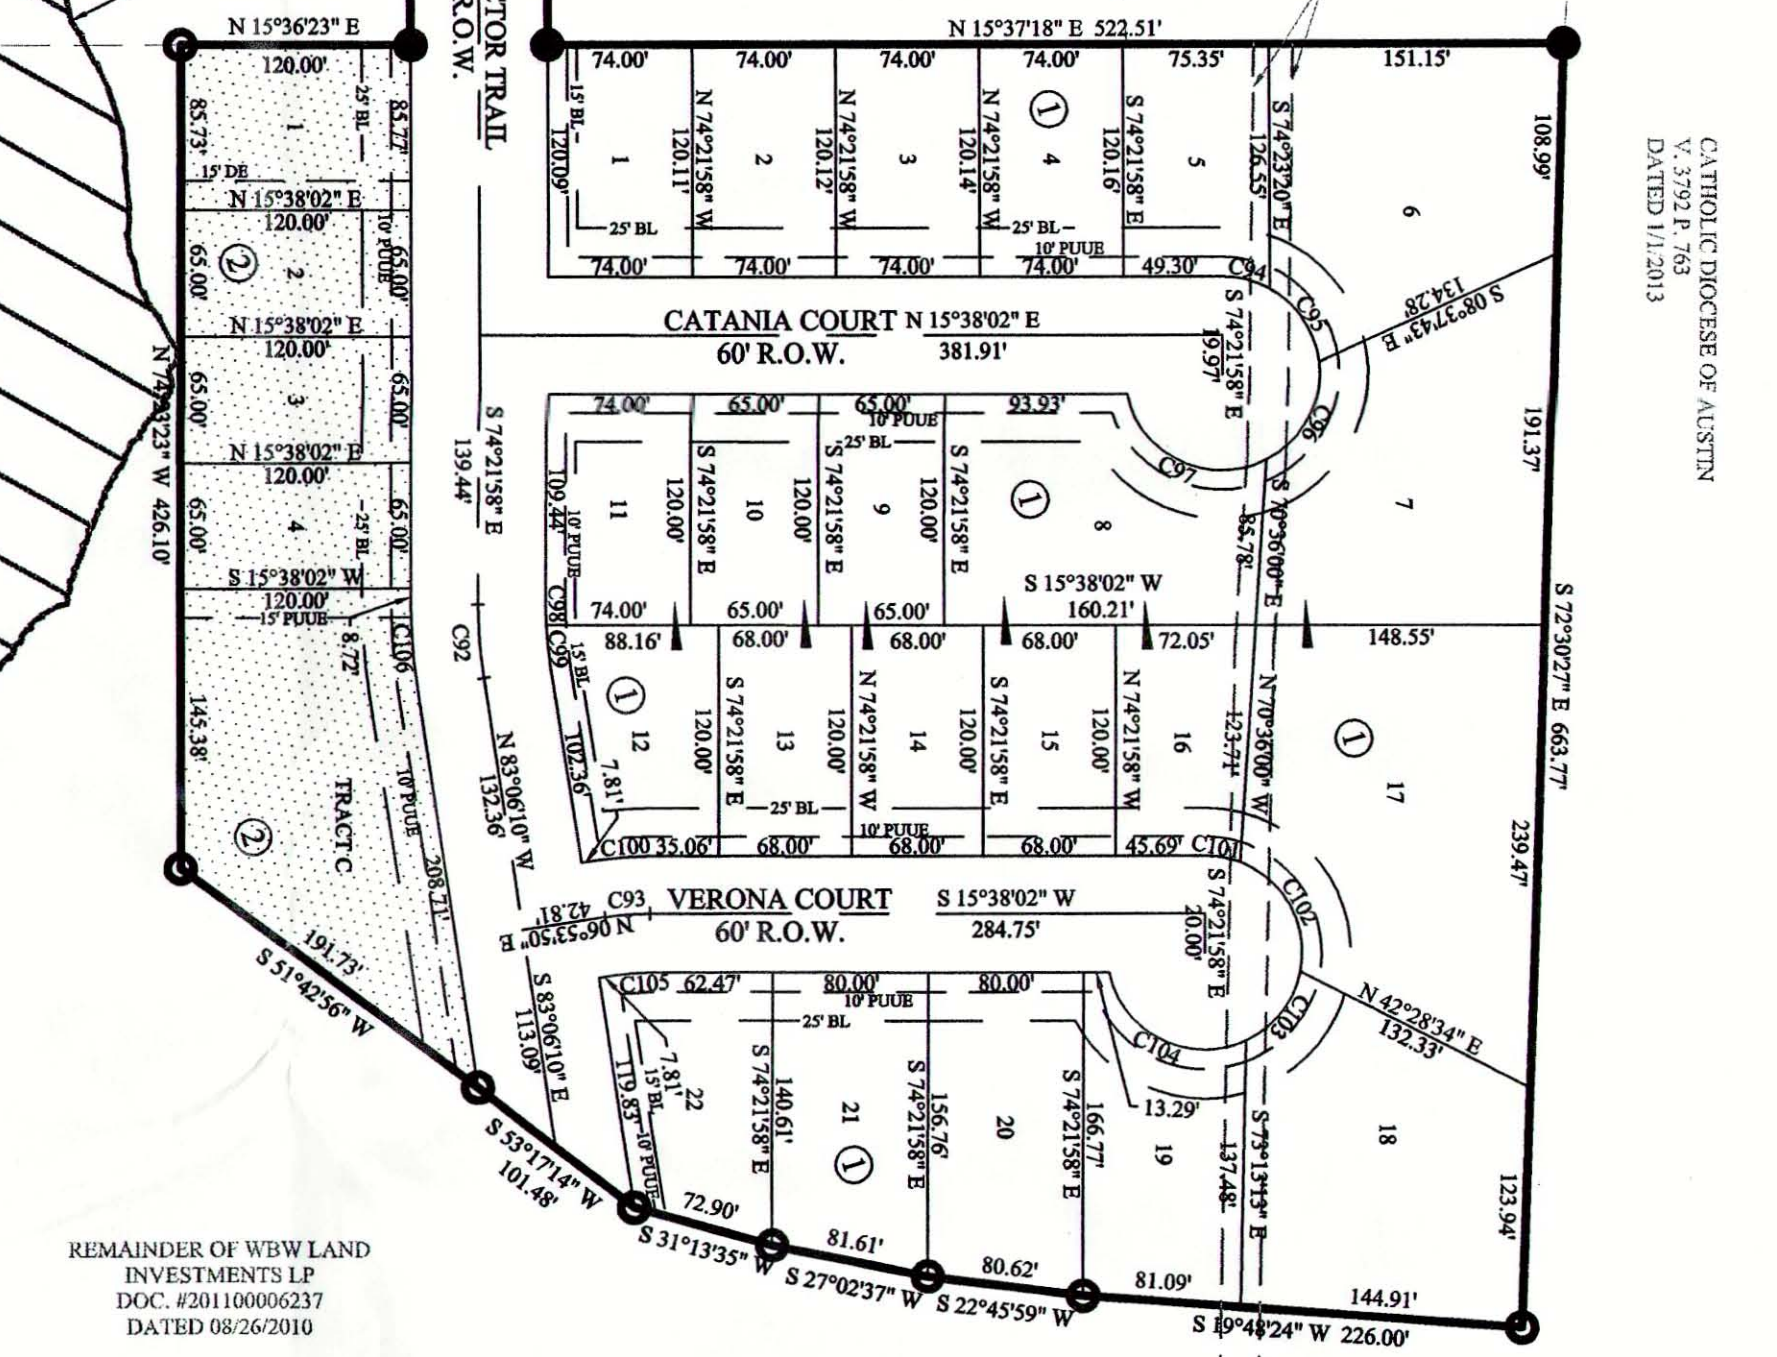 N 15°36'23" E
120.00'
85.73'
1
25' BL
85.77'
15' DE
N 15°38'02" E
120.00'
65.00'
2
2
10' PUUE
65.00'
N 15°38'02" E
120.00'
65.00'
3
65.00'
N 15°38'02" E
120.00'
65.00'
4
25' BL
65.00'
S 15°38'02" W
120.00'
15' PUUE
8.72'
C106
145.38'
TRACT C
10' PUUE
208.71'
2
426.10'
191.73'
S 51°42'56" W
S 53°17'14" W
101.48'
TOR TRAIL
R.O.W.
S 74°21'58" E
139.44'
C92
N 83°06'10" W
132.36'
S 83°06'10" E
113.09'
N 15°37'18" E 522.51'
74.00'
74.00'
74.00'
74.00'
75.35'
151.15'
15' BL
120.09'
1
120.11'
N 74°21'58" W
2
120.12'
N 74°21'58" W
3
120.14'
N 74°21'58" W
1
4
120.16'
S 74°21'58" E
5
126.55'
S 74°23'20" E
6
108.99'
25' BL
25' BL
10' PUUE
74.00'
74.00'
74.00'
74.00'
49.30'
C94
C95
S 08°37'43" E
134.28'
CATANIA COURT N 15°38'02" E
60' R.O.W.
381.91'
S 74°21'58" E
19.97'
C96
C97
74.00'
65.00'
65.00'
93.93'
10' PUUE
25' BL
109.44'
10' PUUE
11
120.00'
S 74°21'58" E
10
120.00'
S 74°21'58" E
9
120.00'
S 74°21'58" E
1
8
85.78'
S 70°36'00" E
7
191.37'
S 15°38'02" W
74.00'
65.00'
65.00'
160.21'
C98
C99
88.16'
68.00'
68.00'
68.00'
72.05'
148.55'
15' BL
1
102.36'
12
7.81'
120.00'
S 74°21'58" E
13
120.00'
N 74°21'58" W
14
120.00'
S 74°21'58" E
15
120.00'
N 74°21'58" W
16
123.71'
N 70°36'00" W
1
17
239.47'
S 72°30'27" E 663.77'
25' BL
10' PUUE
C100 35.06'
68.00'
68.00'
68.00'
45.69'
C101
C102
C93
VERONA COURT
S 15°38'02" W
60' R.O.W.
284.75'
N 06°53'50" E
42.81'
S 74°21'58" E
20.00'
C103
C104
N 42°28'34" E
132.33'
C105
62.47'
80.00'
80.00'
10' PUUE
25' BL
7.81'
15' BL
119.83'
10' PUUE
22
S 74°21'58" E
140.61'
21
1
S 74°21'58" E
156.76'
20
S 74°21'58" E
166.77'
13.29'
19
137.48'
S 73°13'13" E
18
123.94'
72.90'
S 31°13'35" W
81.61'
S 27°02'37" W
80.62'
S 22°45'59" W
81.09'
144.91'
S 19°48'24" W 226.00'
CATHOLIC DIOCESE OF AUSTIN
V. 3792 P. 763
DATED 1/1/2013
REMAINDER OF WBW LAND
INVESTMENTS LP
DOC. #201100006237
DATED 08/26/2010